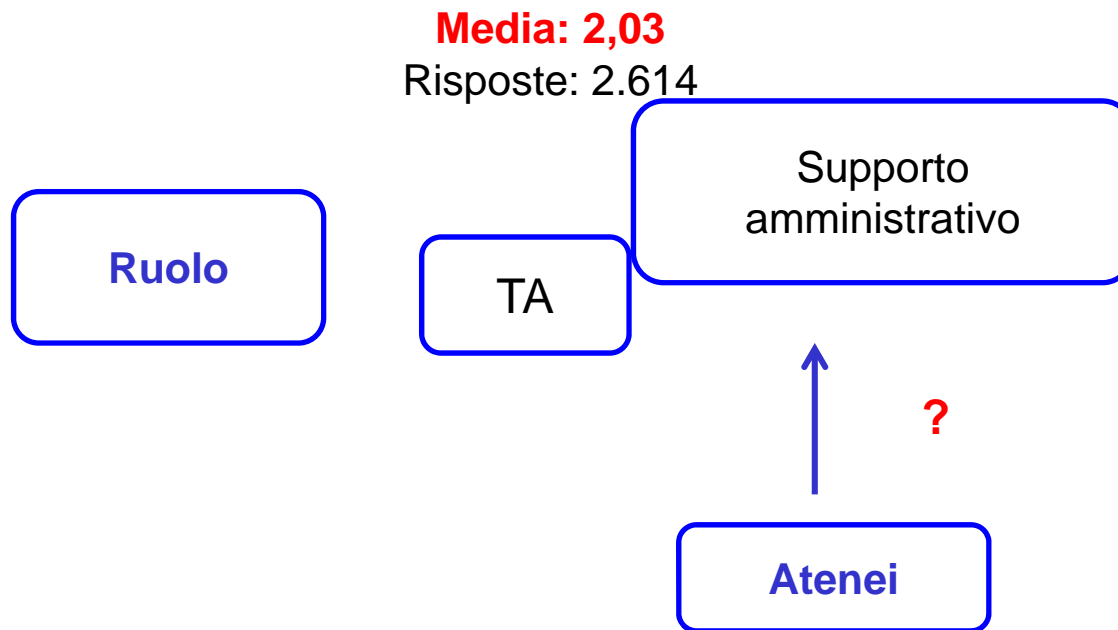 Media: 2,03
Risposte: 2.614
Supporto
amministrativo
Ruolo
TA
?
Atenei